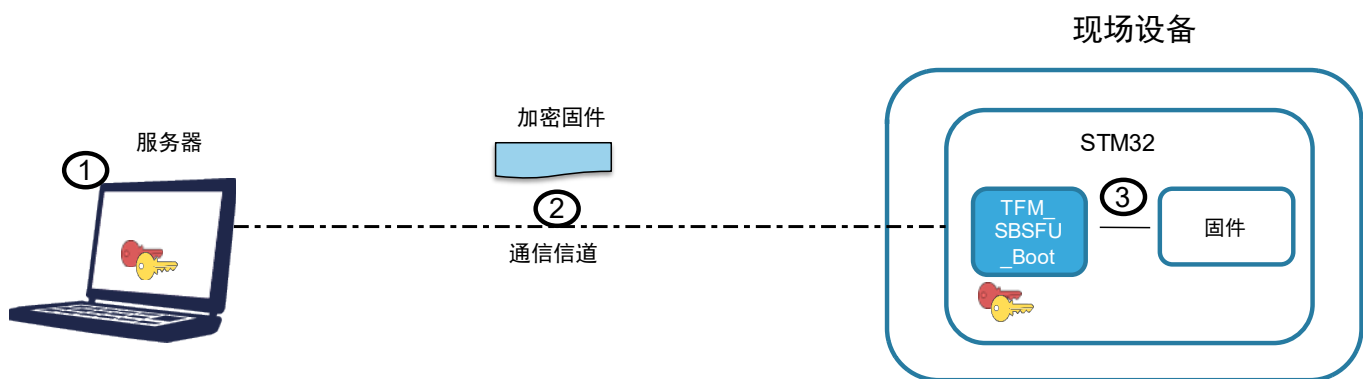 现场设备
加密固件
服务器
STM32
1
2
3
TFM_
SBSFU
_Boot
固件
通信信道